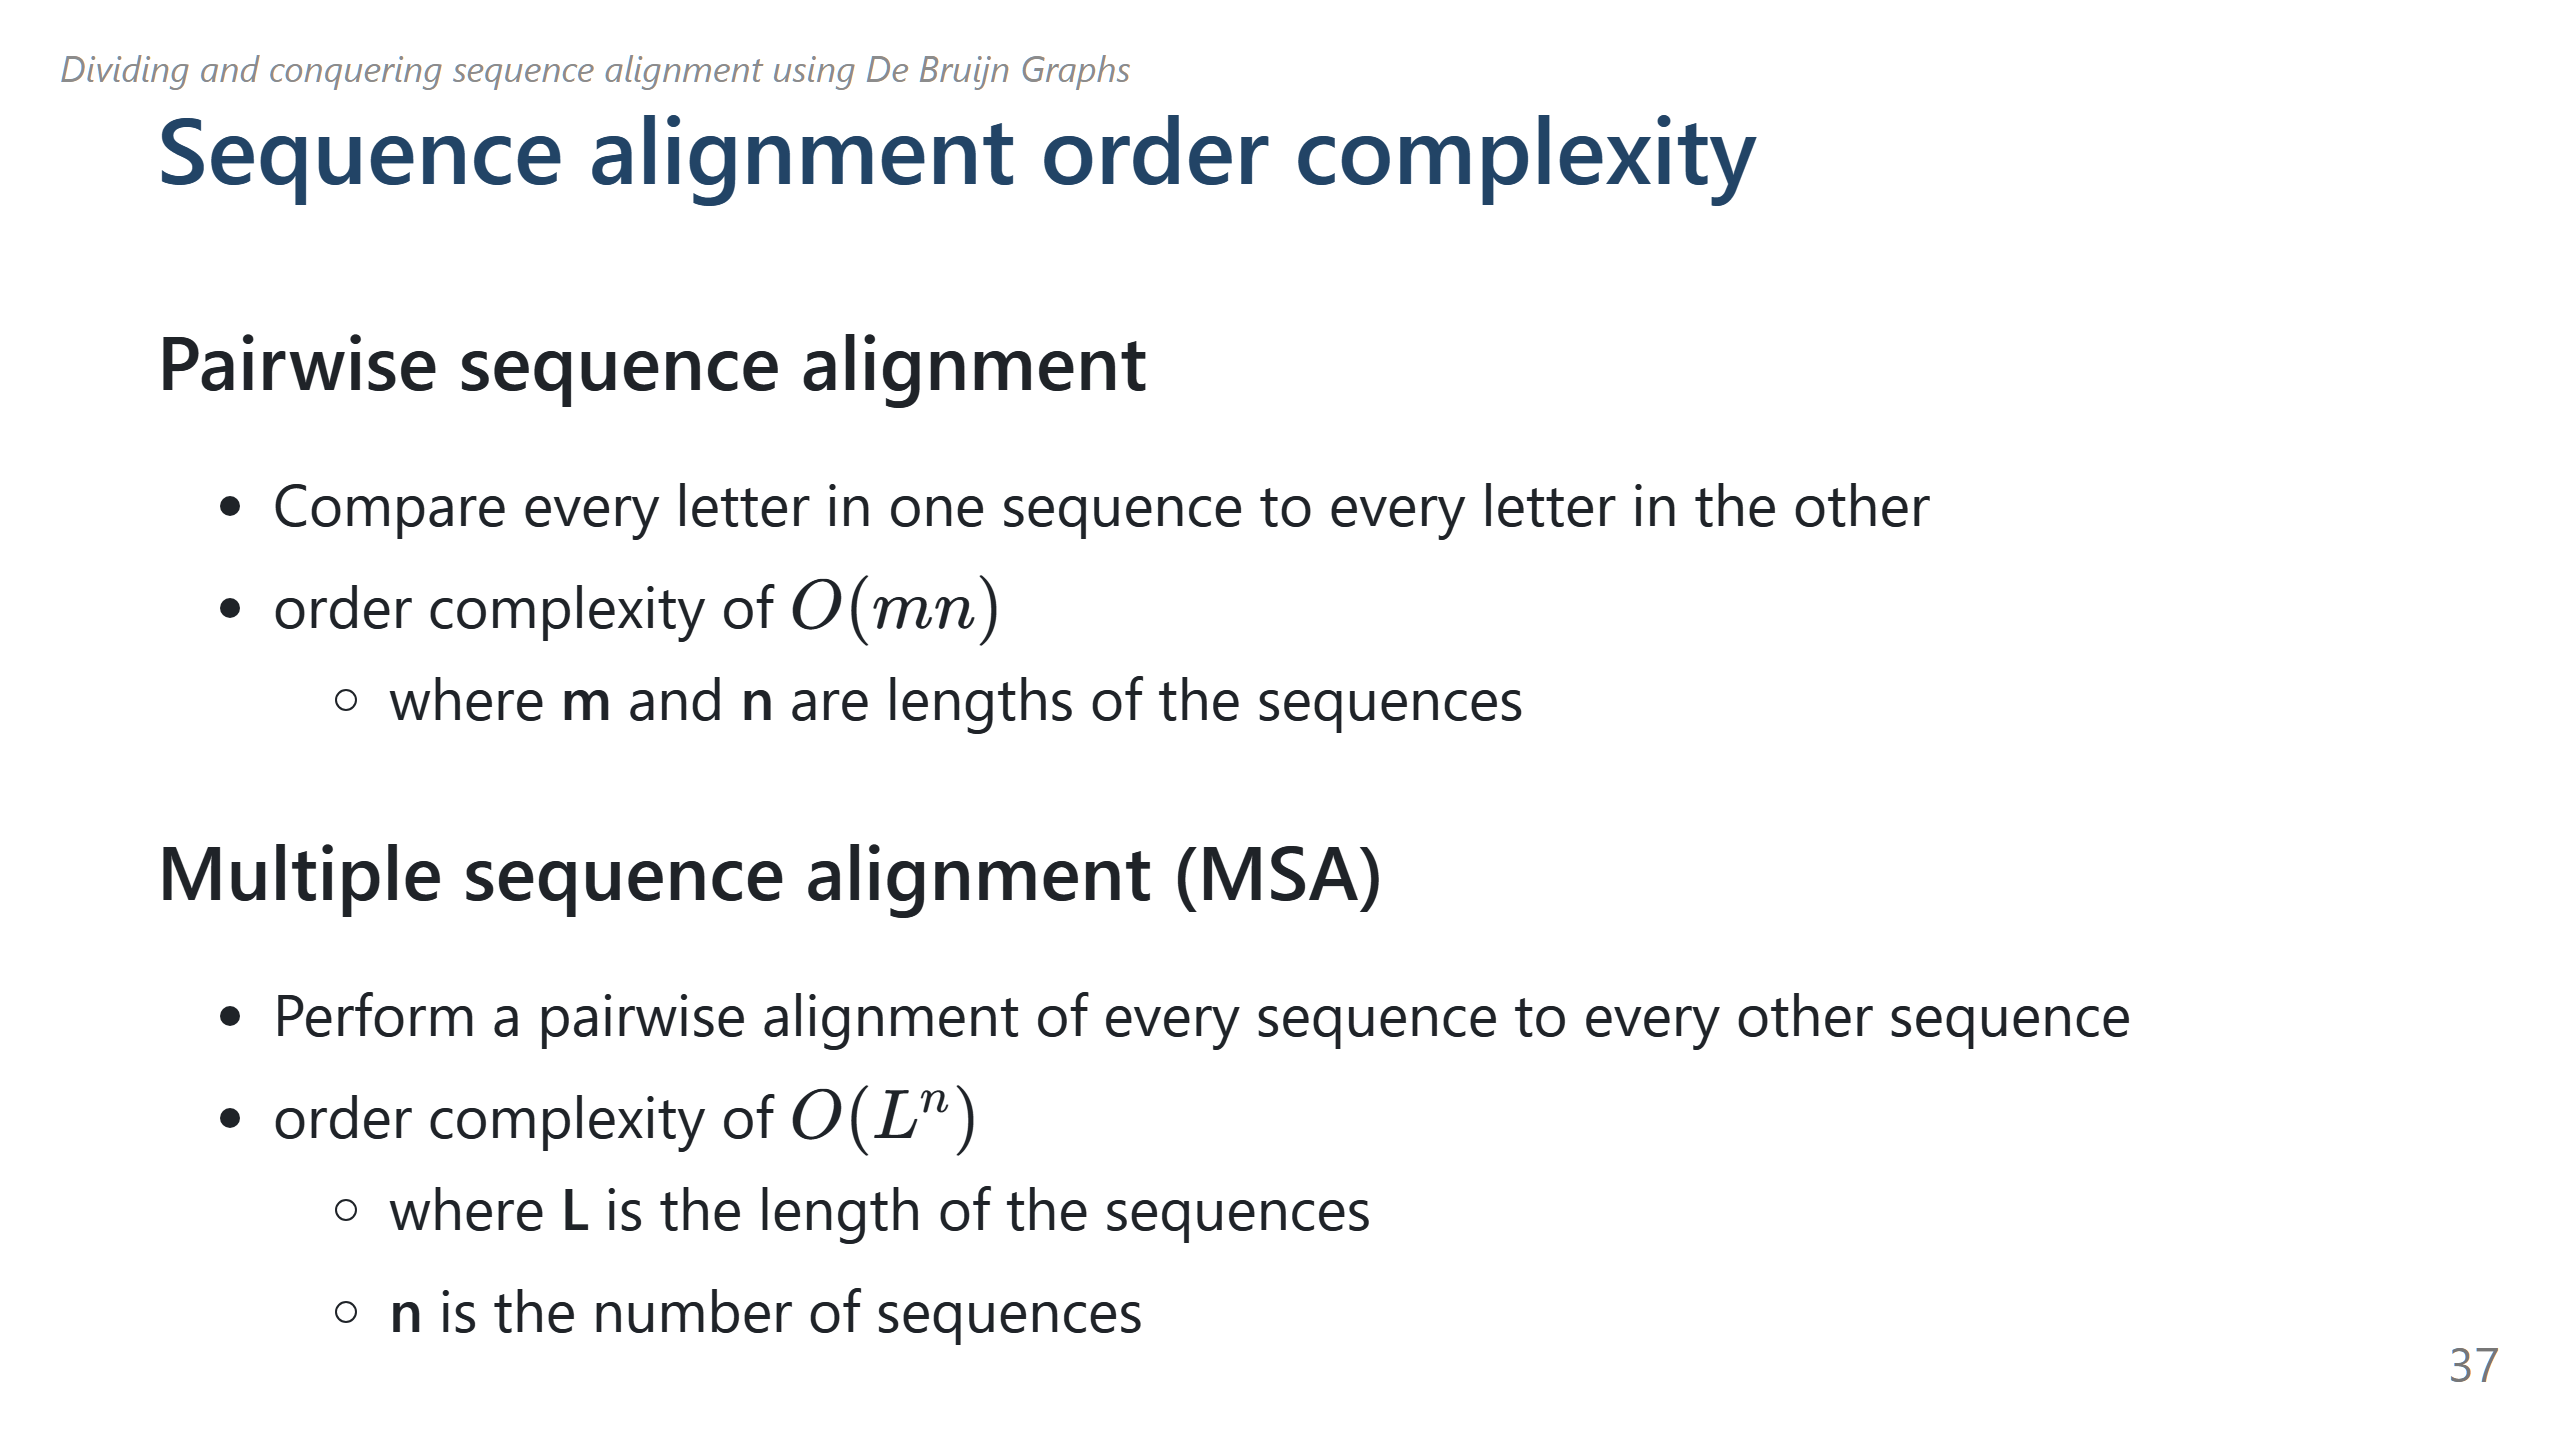 Dividing and conquering sequence alignment using De Bruijn Graphs
Sequence alignment order complexity
Pairwise sequence alignment
• Compare every letter in one sequence to every letter in the other
• order complexity of $O(mn)$
○ where m and n are lengths of the sequences
Multiple sequence alignment (MSA)
• Perform a pairwise alignment of every sequence to every other sequence
• order complexity of $O(L^n)$
○ where L is the length of the sequences
○ n is the number of sequences
37